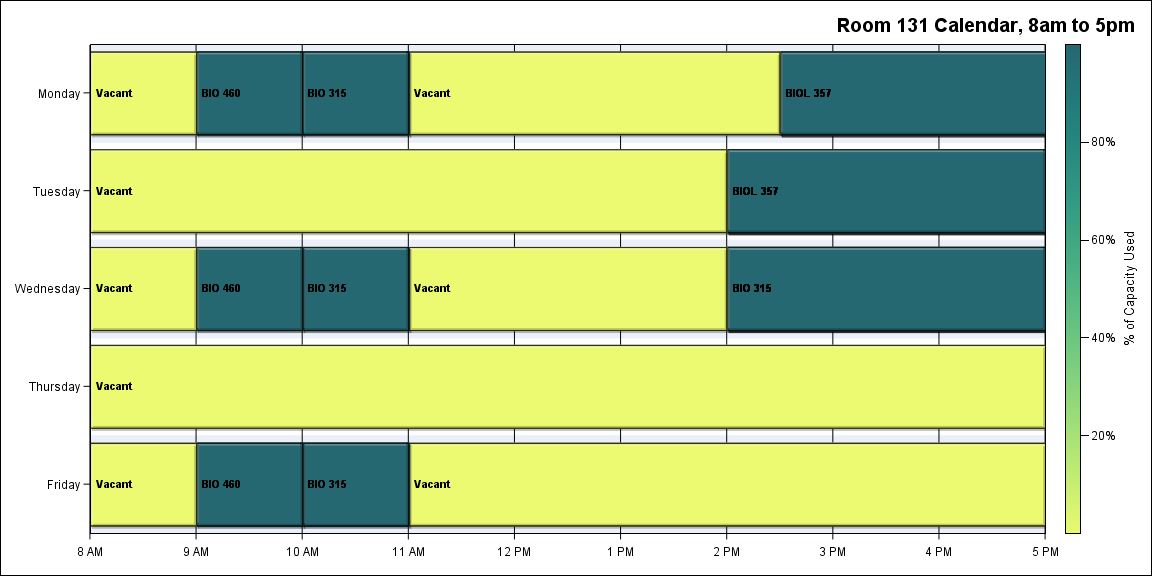 Room 131 Calendar, 8am to 5pm
Monday
Vacant
BIO 460
BIO 315
Vacant
BIOL 357
Tuesday
Vacant
BIOL 357
Wednesday
Vacant
BIO 460
BIO 315
Vacant
BIO 315
Thursday
Vacant
Friday
Vacant
BIO 460
BIO 315
Vacant
8 AM
9 AM
10 AM
11 AM
12 PM
1 PM
2 PM
3 PM
4 PM
5 PM
80%
60%
40%
20%
% of Capacity Used